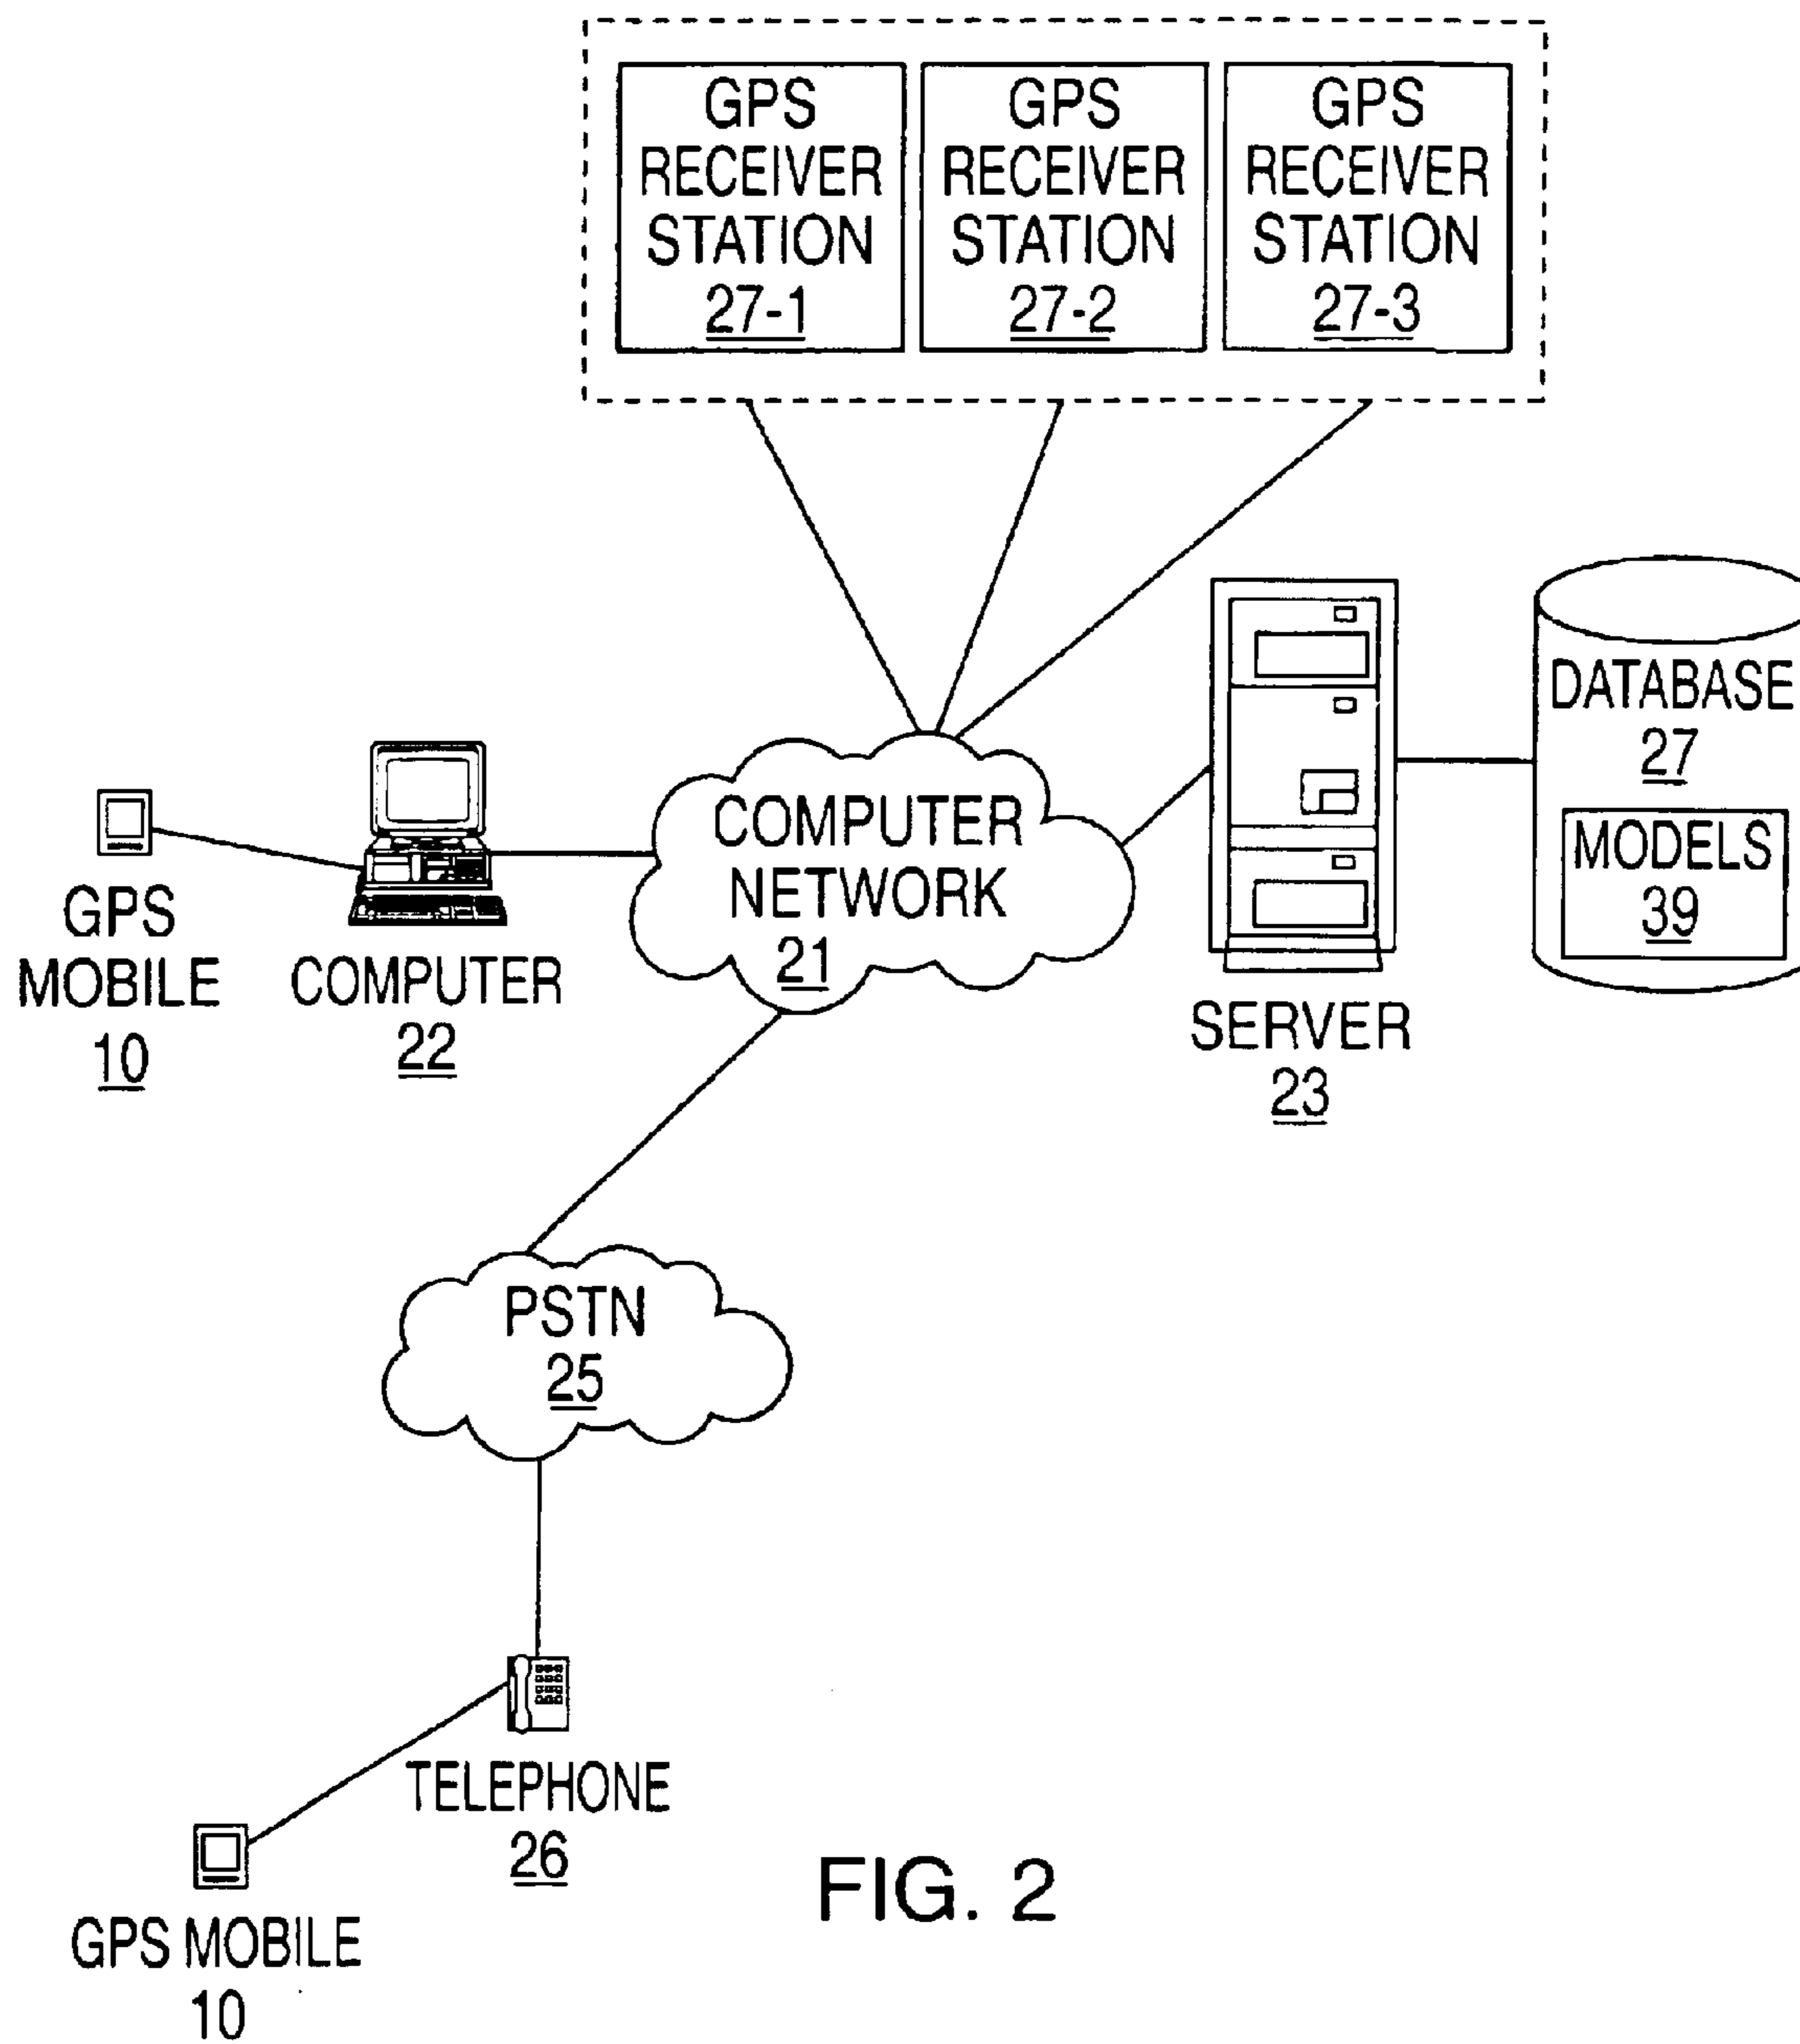 GPS
RECEIVER
STATION
27-1
GPS
RECEIVER
STATION
27-2
GPS
RECEIVER
STATION
27-3
DATABASE
27
MODELS
39
COMPUTER
NETWORK
21
GPS
MOBILE
10
COMPUTER
22
SERVER
23
PSTN
25
TELEPHONE
26
GPS MOBILE
10
FIG. 2